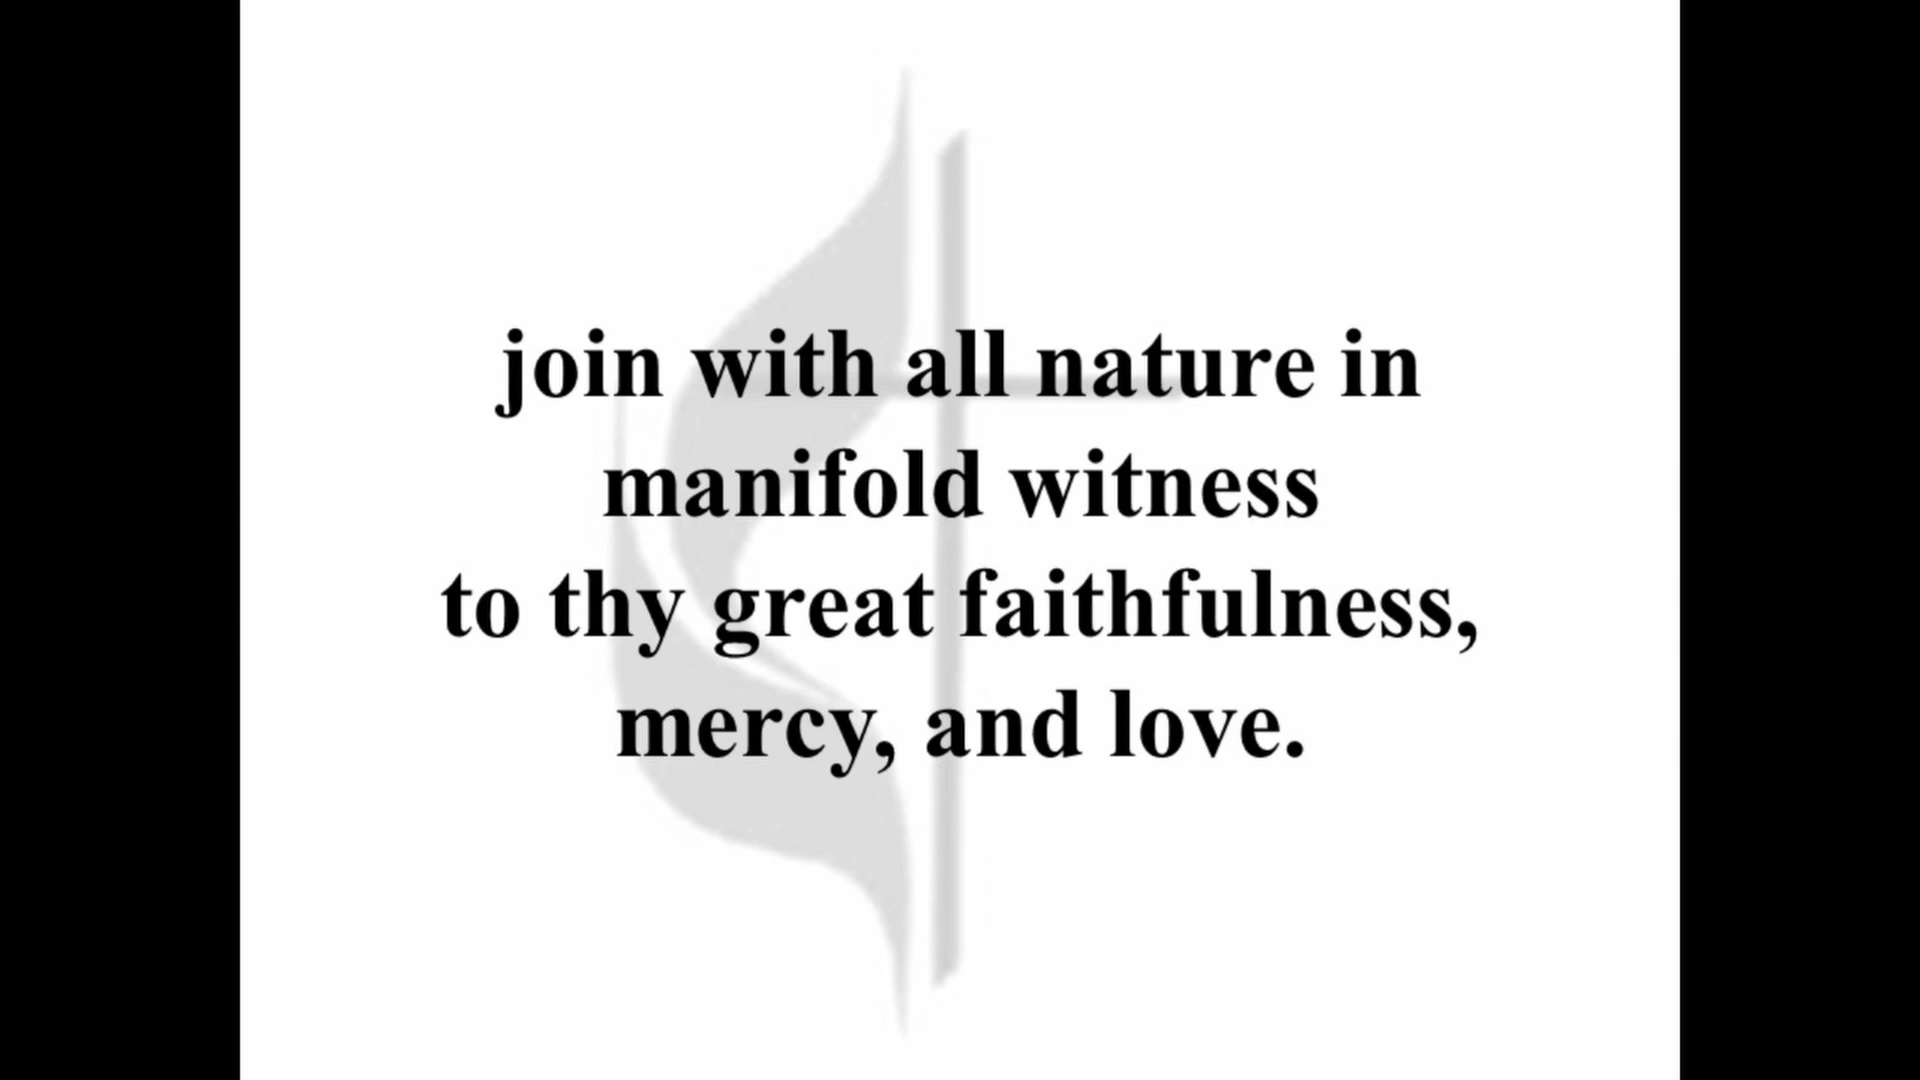 join with all nature in
manifold witness
to thy great faithfulness,
mercy, and love.